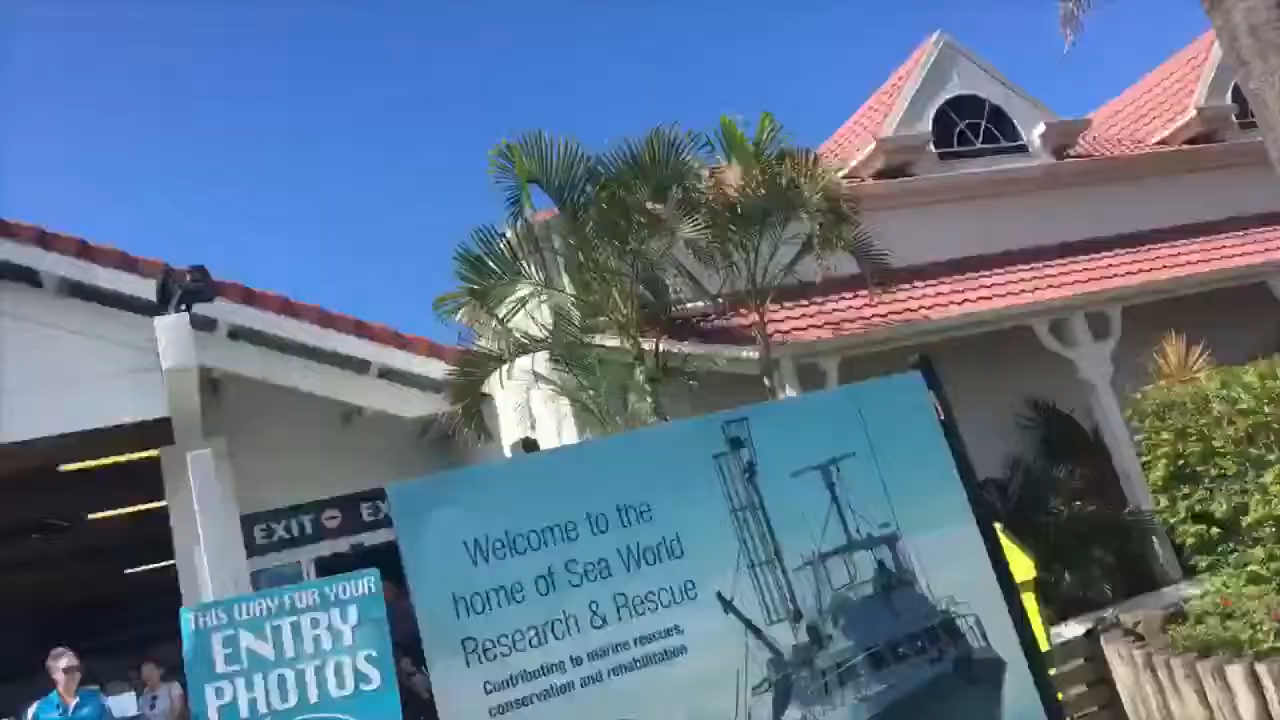 EXIT EX
THIS WAY FOR YOUR
ENTRY
PHOTOS
Welcome to the
home of Sea World
Research & Rescue
Contributing to marine rescues,
conservation and rehabilitation